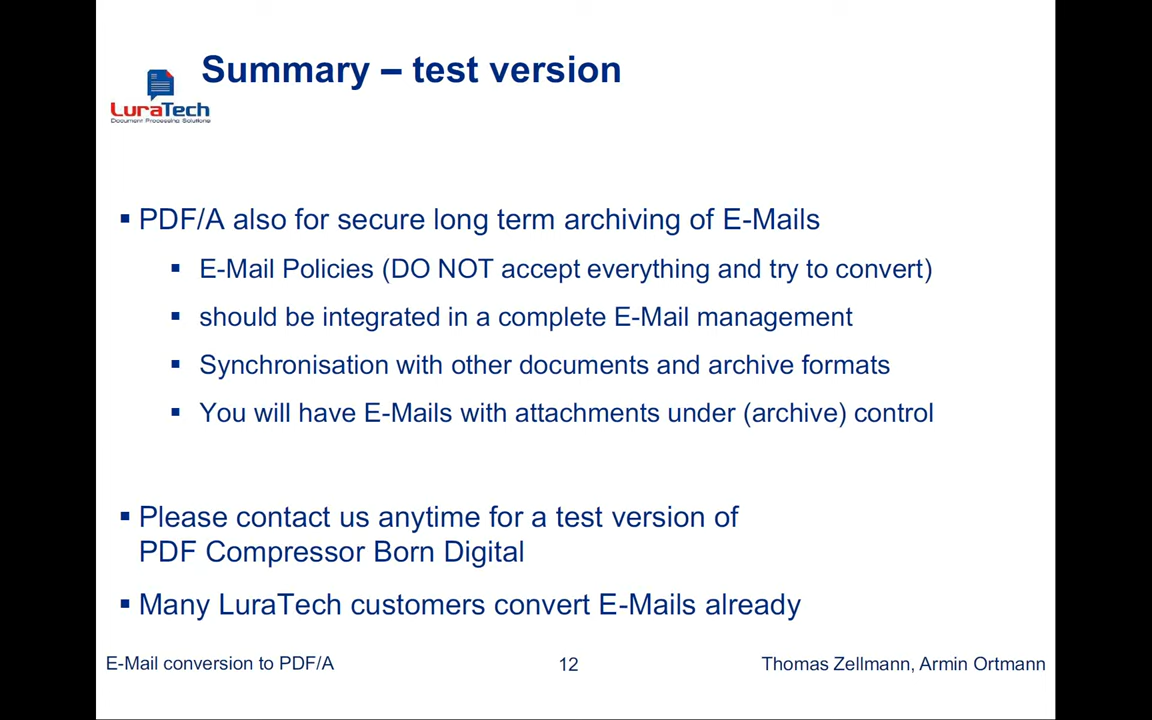 Summary – test version
LuraTech
Document Processing Solutions
▪ PDF/A also for secure long term archiving of E-Mails
▪ E-Mail Policies (DO NOT accept everything and try to convert)
▪ should be integrated in a complete E-Mail management
▪ Synchronisation with other documents and archive formats
▪ You will have E-Mails with attachments under (archive) control
▪ Please contact us anytime for a test version of
PDF Compressor Born Digital
▪ Many LuraTech customers convert E-Mails already
E-Mail conversion to PDF/A
12
Thomas Zellmann, Armin Ortmann